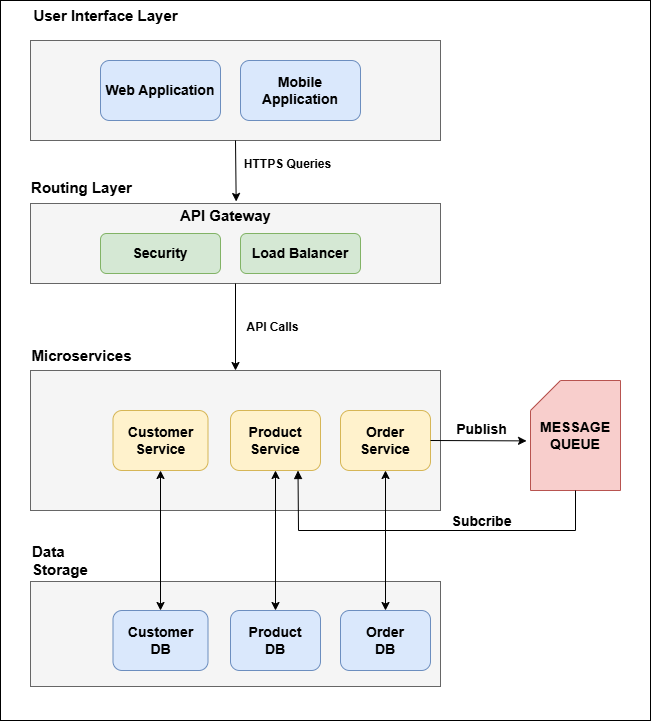 User Interface Layer
Web Application
Mobile
Application
HTTPS Queries
Routing Layer
API Gateway
Security
Load Balancer
API Calls
Microservices
Customer
Service
Product
Service
Order
Service
Publish
MESSAGE
QUEUE
Subcribe
Data
Storage
Customer
DB
Product
DB
Order
DB